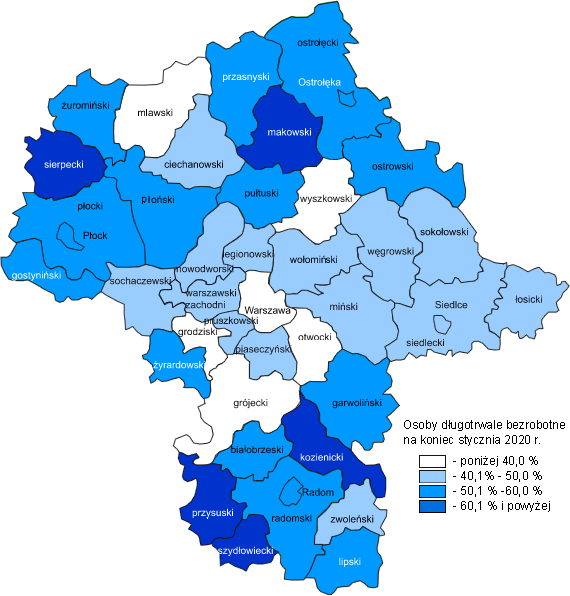 ostrołęcki
przasnyski
Ostrołęka
żuromiński
mlawski
makowski
sierpecki
ciechanowski
ostrowski
płocki
płoński
pułtuski
wyszkowski
Płock
sokołowski
legionowski
wołomiński
węgrowski
gostyniński
nowodworski
sochaczewski
warszawski
zachodni
Warszawa
miński
Siedlce
łosicki
pruszkowski
grodziski
otwocki
piaseczyński
siedlecki
żyrardowski
grójecki
garwoliński
Osoby długotrwale bezrobotne
na koniec stycznia 2020 r.
białobrzeski
kozienicki
- poniżej 40,0 %
- 40,1% - 50,0 %
- 50,1 % -60,0 %
- 60,1 % i powyżej
Radom
przysuski
radomski
zwoleński
szydłowiecki
lipski